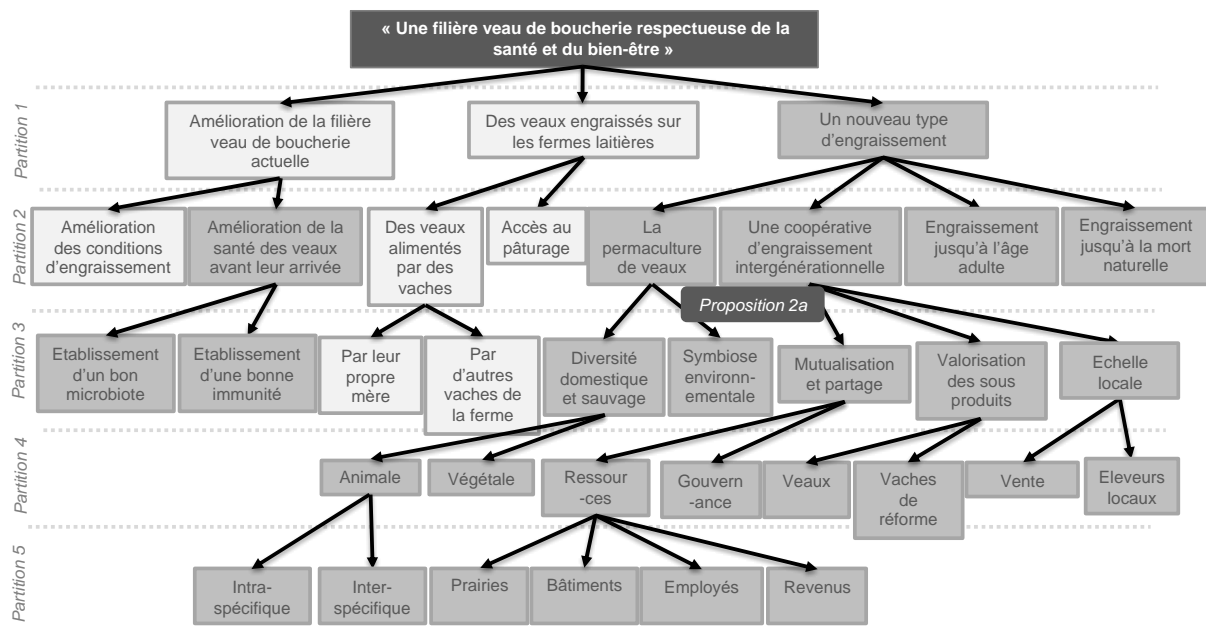 « Une filière veau de boucherie respectueuse de la
santé et du bien-être »
Partition 1
Amélioration de la filière
veau de boucherie
actuelle
Des veaux engraissés sur
les fermes laitières
Un nouveau type
d'engraissement
Partition 2
Amélioration
des conditions
d'engraissement
Amélioration de la
santé des veaux
avant leur arrivée
Des veaux
alimentés
par des
vaches
Accès au
pâturage
La
permaculture
de veaux
Une coopérative
d'engraissement
intergénérationnelle
Engraissement
jusqu'à l'âge
adulte
Engraissement
jusqu'à la mort
naturelle
Proposition 2a
Partition 3
Etablissement
d'un bon
microbiote
Etablissement
d'une bonne
immunité
Par leur
propre
mère
Par
d'autres
vaches de
la ferme
Diversité
domestique
et sauvage
Symbiose
environn-
ementale
Mutualisation
et partage
Valorisation
des sous
produits
Echelle
locale
Partition 4
Animale
Végétale
Ressour
-ces
Gouvern
-ance
Veaux
Vaches
de
réforme
Vente
Eleveurs
locaux
Partition 5
Intra-
spécifique
Inter-
spécifique
Prairies
Bâtiments
Employés
Revenus